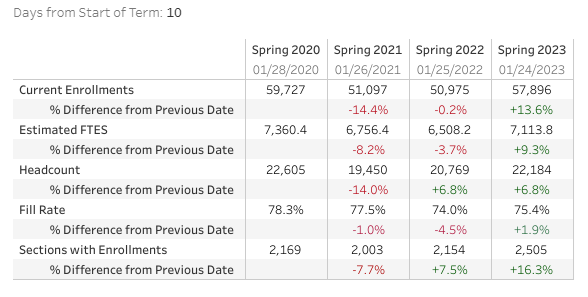 Days from Start of Term: 10
Spring 2020 Spring 2021 Spring 2022 Spring 2023
01/28/2020 01/26/2021 01/25/2022 01/24/2023
Current Enrollments 59,727 51,097 50,975 57,896
% Difference from Previous Date -14.4% -0.2% +13.6%
Estimated FTES 7,360.4 6,756.4 6,508.2 7,113.8
% Difference from Previous Date -8.2% -3.7% +9.3%
Headcount 22,605 19,450 20,769 22,184
% Difference from Previous Date -14.0% +6.8% +6.8%
Fill Rate 78.3% 77.5% 74.0% 75.4%
% Difference from Previous Date -1.0% -4.5% +1.9%
Sections with Enrollments 2,169 2,003 2,154 2,505
% Difference from Previous Date -7.7% +7.5% +16.3%